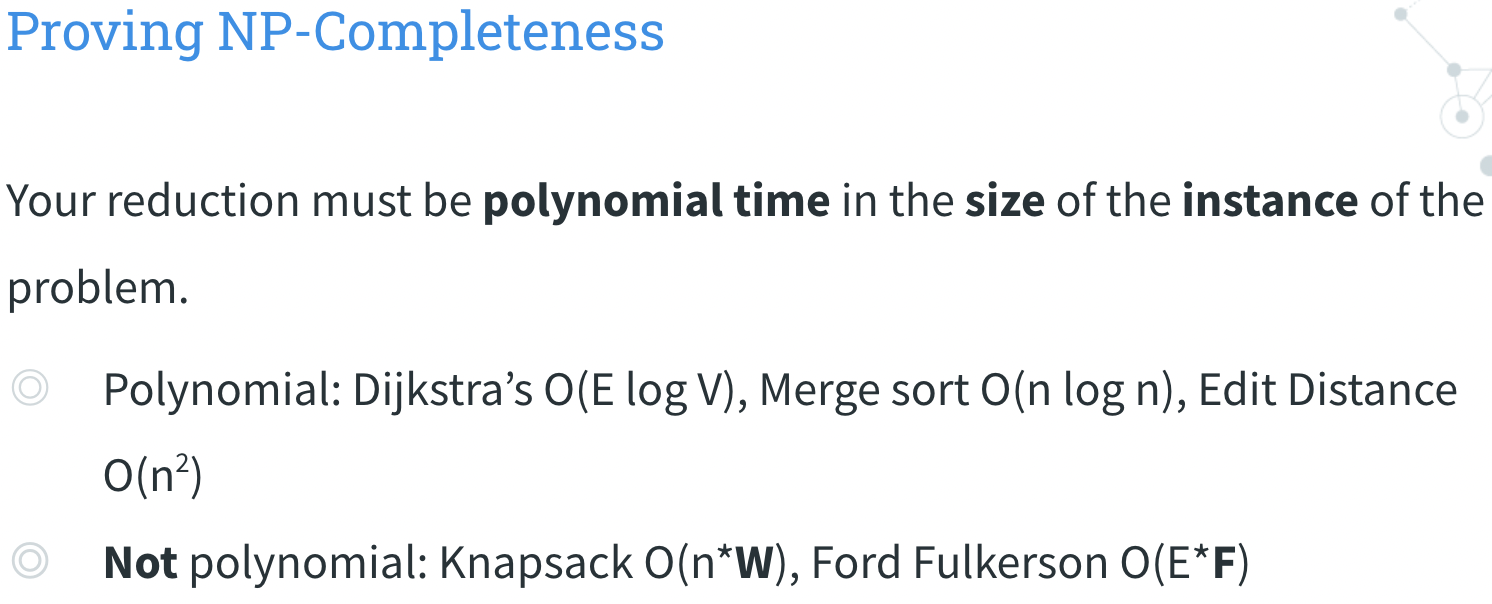 Proving NP-Completeness
Your reduction must be polynomial time in the size of the instance of the
problem.
Polynomial: Dijkstra’s O(E log V), Merge sort O(n log n), Edit Distance
O(n²)
Not polynomial: Knapsack O(n*W), Ford Fulkerson O(E*F)